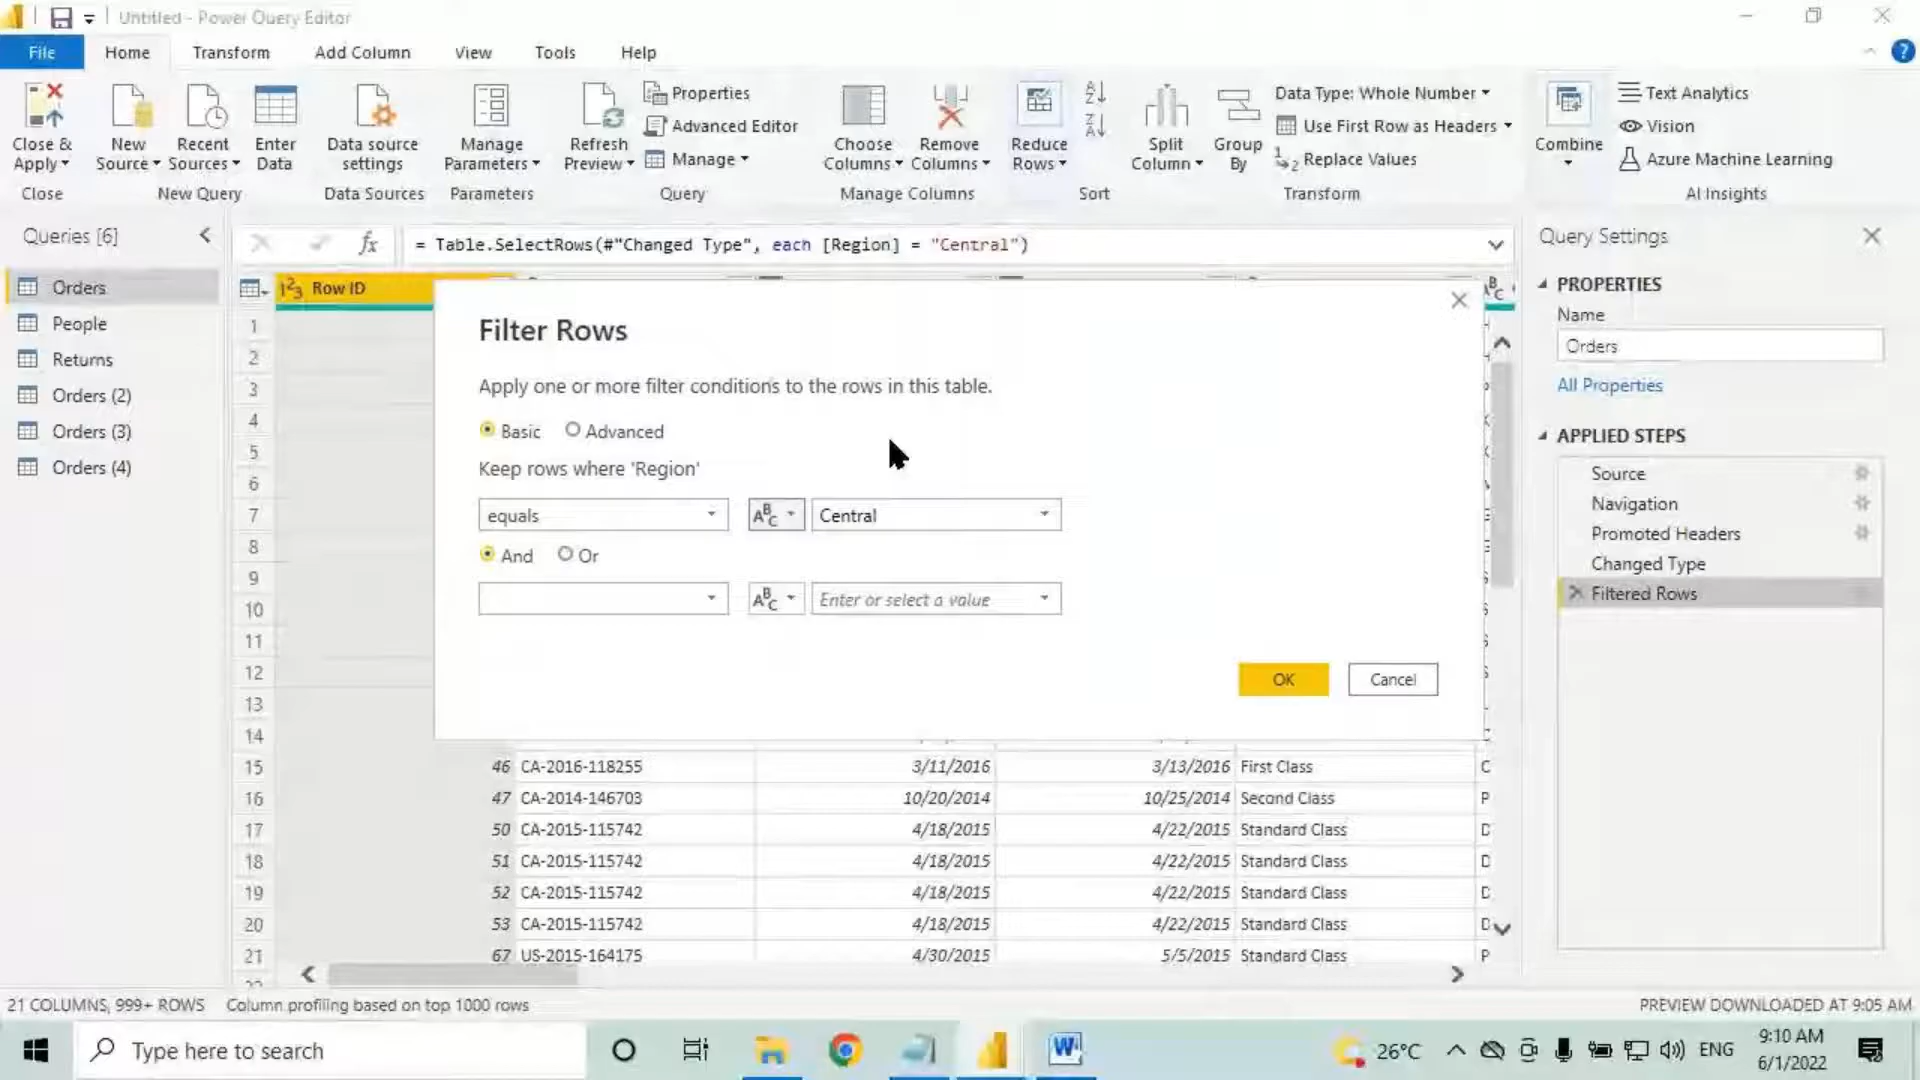 Untitled - Power Query Editor
File Home Transform Add Column View Tools Help
Close & Apply
New Source
Recent Sources
Enter Data
Data source settings
Manage Parameters
Refresh Preview
Properties
Advanced Editor
Manage
Choose Columns
Remove Columns
Reduce Rows
Split Column
Group By
Data Type: Whole Number
Use First Row as Headers
Replace Values
Combine
Text Analytics
Vision
Azure Machine Learning
Close New Query Data Sources Parameters Query Manage Columns Sort Transform AI Insights
Queries [6]
Orders
People
Returns
Orders (2)
Orders (3)
Orders (4)
fx = Table.SelectRows(#"Changed Type", each [Region] = "Central")
1²3 Row ID
Filter Rows
Apply one or more filter conditions to the rows in this table.
Basic Advanced
Keep rows where 'Region'
equals ABC Central
And Or
ABC Enter or select a value
OK Cancel
1
2
3
4
5
6
7
8
9
10
11
12
13
14
15 46 CA-2016-118255 3/11/2016 3/13/2016 First Class C
16 47 CA-2014-146703 10/20/2014 10/25/2014 Second Class P
17 50 CA-2015-115742 4/18/2015 4/22/2015 Standard Class D
18 51 CA-2015-115742 4/18/2015 4/22/2015 Standard Class D
19 52 CA-2015-115742 4/18/2015 4/22/2015 Standard Class D
20 53 CA-2015-115742 4/18/2015 4/22/2015 Standard Class D
21 67 US-2015-164175 4/30/2015 5/5/2015 Standard Class P
Query Settings
PROPERTIES
Name
Orders
All Properties
APPLIED STEPS
Source
Navigation
Promoted Headers
Changed Type
Filtered Rows
21 COLUMNS, 999+ ROWS Column profiling based on top 1000 rows PREVIEW DOWNLOADED AT 9:05 AM
Type here to search
26°C
ENG
9:10 AM
6/1/2022